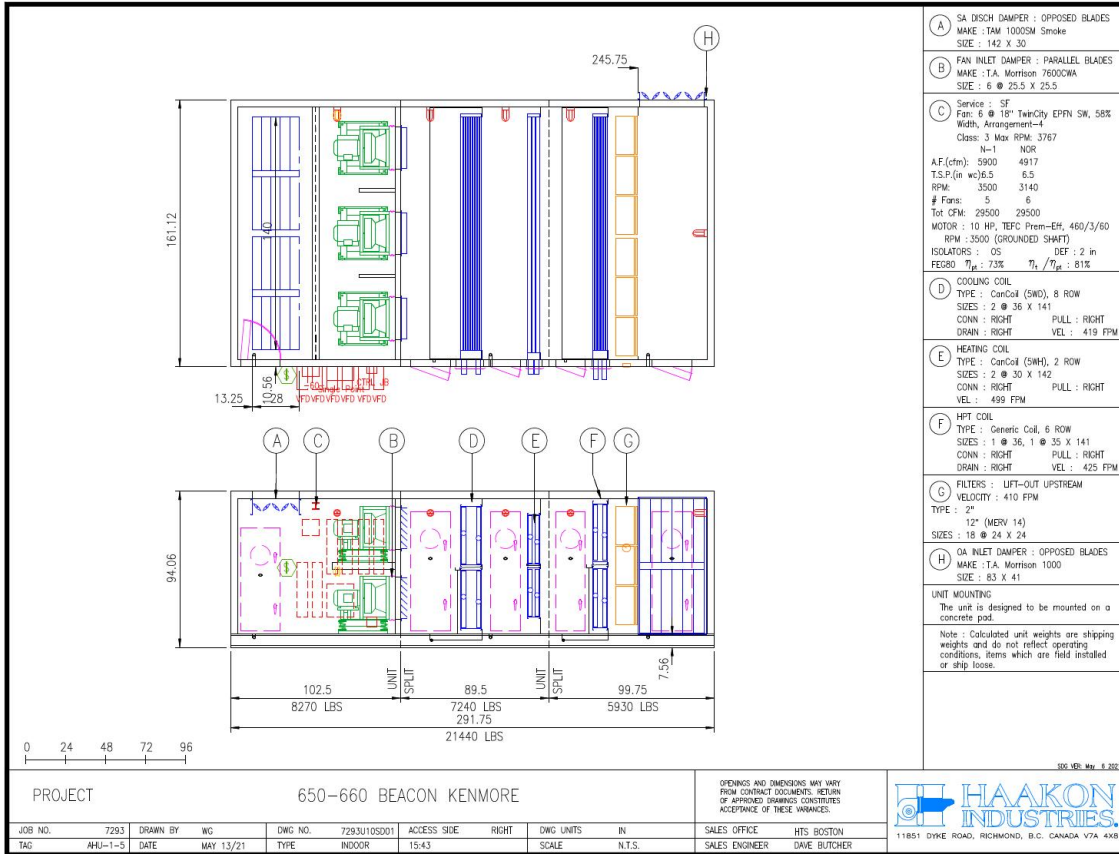 H
245.75
161.12
140
10.56
13.25
28
CTRL JB
Single Point
VFD VFD VFD VFD VFD VFD
A
C
B
D
E
F
G
94.06
7.56
UNIT
SPLIT
UNIT
SPLIT
102.5
89.5
99.75
8270 LBS
7240 LBS
5930 LBS
291.75
21440 LBS
0 24 48 72 96
A SA DISCH DAMPER : OPPOSED BLADES
MAKE : TAM 1000SM Smoke
SIZE : 142 X 30
B FAN INLET DAMPER : PARALLEL BLADES
MAKE : T.A. Morrison 7600CWA
SIZE : 6 @ 25.5 X 25.5
C Service : SF
Fan: 6 @ 18" TwinCity EPFN SW, 58%
Width, Arrangement-4
Class: 3 Max RPM: 3767
N-1 NOR
A.F.(cfm): 5900 4917
T.S.P.(in wc):6.5 6.5
RPM: 3500 3140
# Fans: 5 6
Tot CFM: 29500 29500
MOTOR : 10 HP, TEFC Prem-Eff, 460/3/60
RPM : 3500 (GROUNDED SHAFT)
ISOLATORS : OS DEF : 2 in
FEG80 ηpt : 73% ηt /ηpt : 81%
D COOLING COIL
TYPE : CanCoil (5WD), 8 ROW
SIZES : 2 @ 36 X 141
CONN : RIGHT PULL : RIGHT
DRAIN : RIGHT VEL : 419 FPM
E HEATING COIL
TYPE : CanCoil (5WH), 2 ROW
SIZES : 2 @ 30 X 142
CONN : RIGHT PULL : RIGHT
VEL : 499 FPM
F HPT COIL
TYPE : Generic Coil, 6 ROW
SIZES : 1 @ 36, 1 @ 35 X 141
CONN : RIGHT PULL : RIGHT
DRAIN : RIGHT VEL : 425 FPM
G FILTERS : LIFT-OUT UPSTREAM
VELOCITY : 410 FPM
TYPE : 2"
12" (MERV 14)
SIZES : 18 @ 24 X 24
H OA INLET DAMPER : OPPOSED BLADES
MAKE : T.A. Morrison 1000
SIZE : 83 X 41
UNIT MOUNTING
The unit is designed to be mounted on a
concrete pad.
Note : Calculated unit weights are shipping
weights and do not reflect operating
conditions, items which are field installed
or ship loose.
SDG VER: May 6 202
PROJECT 650-660 BEACON KENMORE
OPENINGS AND DIMENSIONS MAY VARY
FROM CONTRACT DOCUMENTS. RETURN
OF APPROVED DRAWINGS CONSTITUTES
ACCEPTANCE OF THESE VARIANCES.
HAAKON
INDUSTRIES.
11851 DYKE ROAD, RICHMOND, B.C. CANADA V7A 4X8
JOB NO. 7293 DRAWN BY WG DWG NO. 7293U10SD01 ACCESS SIDE RIGHT DWG UNITS IN SALES OFFICE HTS BOSTON
TAG AHU-1-5 DATE MAY 13/21 TYPE INDOOR 15:43 SCALE N.T.S. SALES ENGINEER DAVE BUTCHER